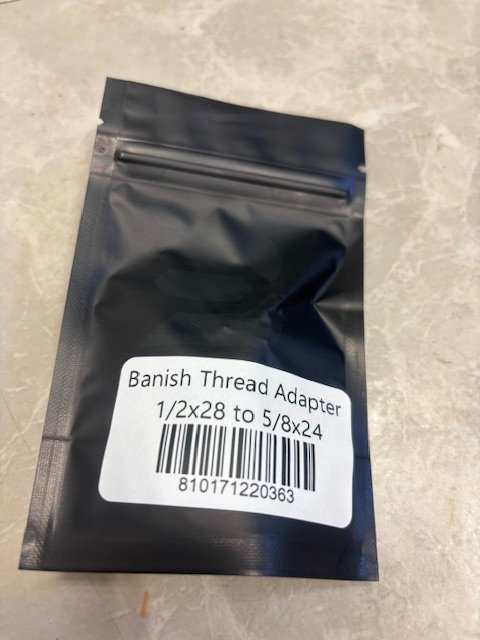 Banish Thread Adapter
1/2x28 to 5/8x24
810171220363